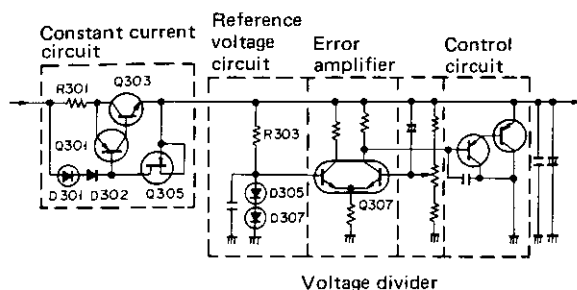 Constant current
circuit
Reference
voltage
circuit
Error
amplifier
Control
circuit
R301
Q303
Q301
D301
D302
Q305
R303
D305
D307
Q307
Voltage divider